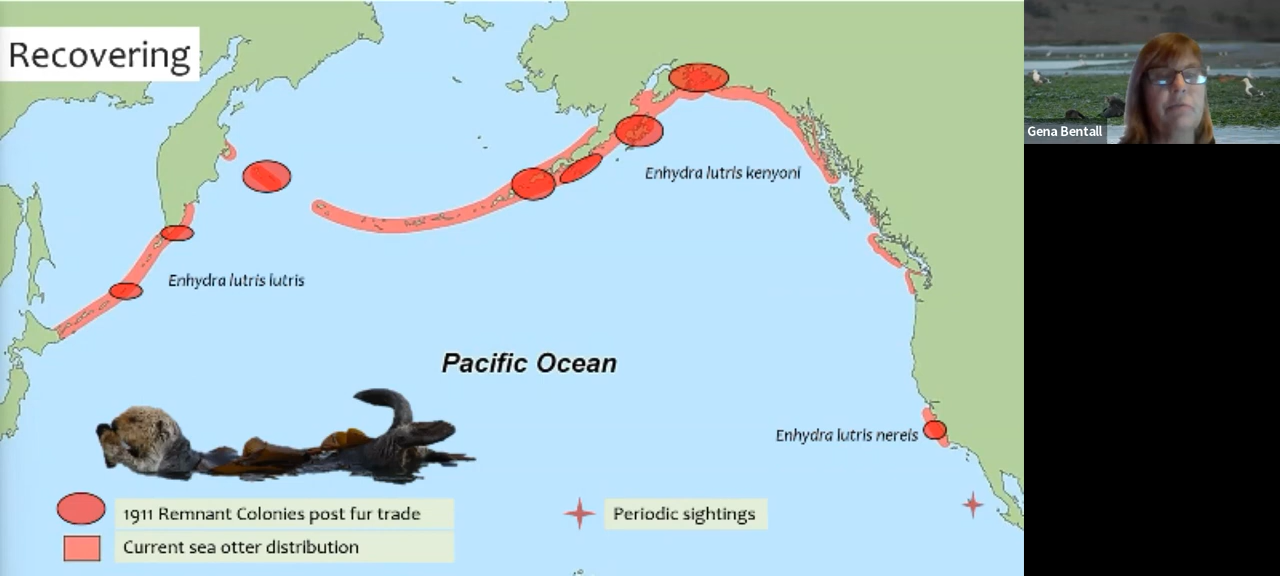 Recovering
Gena Bentall
Enhydra lutris kenyoni
Enhydra lutris lutris
Pacific Ocean
Enhydra lutris nereis
1911 Remnant Colonies post fur trade
Periodic sightings
Current sea otter distribution